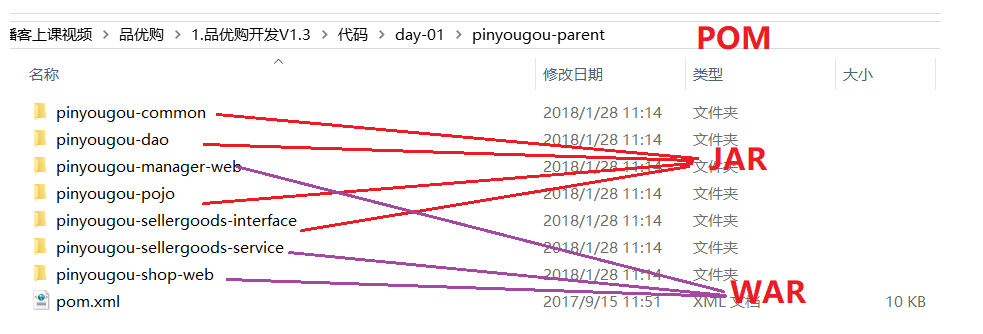 播客上课视频 > 品优购 > 1.品优购开发V1.3 > 代码 > day-01 > pinyougou-parent
POM
名称 修改日期 类型 大小
pinyougou-common 2018/1/28 11:14 文件夹
pinyougou-dao 2018/1/28 11:14 文件夹
pinyougou-manager-web 2018/1/28 11:14 文件夹
JAR
pinyougou-pojo 2018/1/28 11:14 文件夹
pinyougou-sellergoods-interface 2018/1/28 11:14 文件夹
pinyougou-sellergoods-service 2018/1/28 11:14 文件夹
pinyougou-shop-web 2018/1/28 11:14 文件夹
pom.xml 2017/9/15 11:51 XML 文档 10 KB
WAR